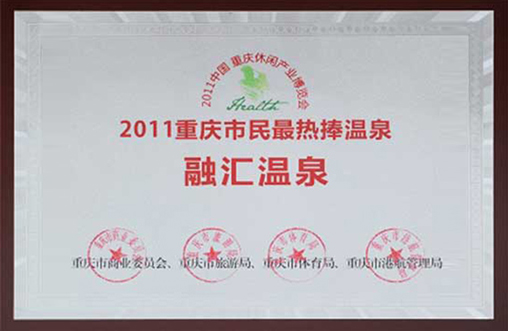 2011中国 重庆休闲产业博览会
Health
2011重庆市民最热捧温泉
融汇温泉
重庆市商业委员会、重庆市旅游局、重庆市体育局、重庆市港航管理局